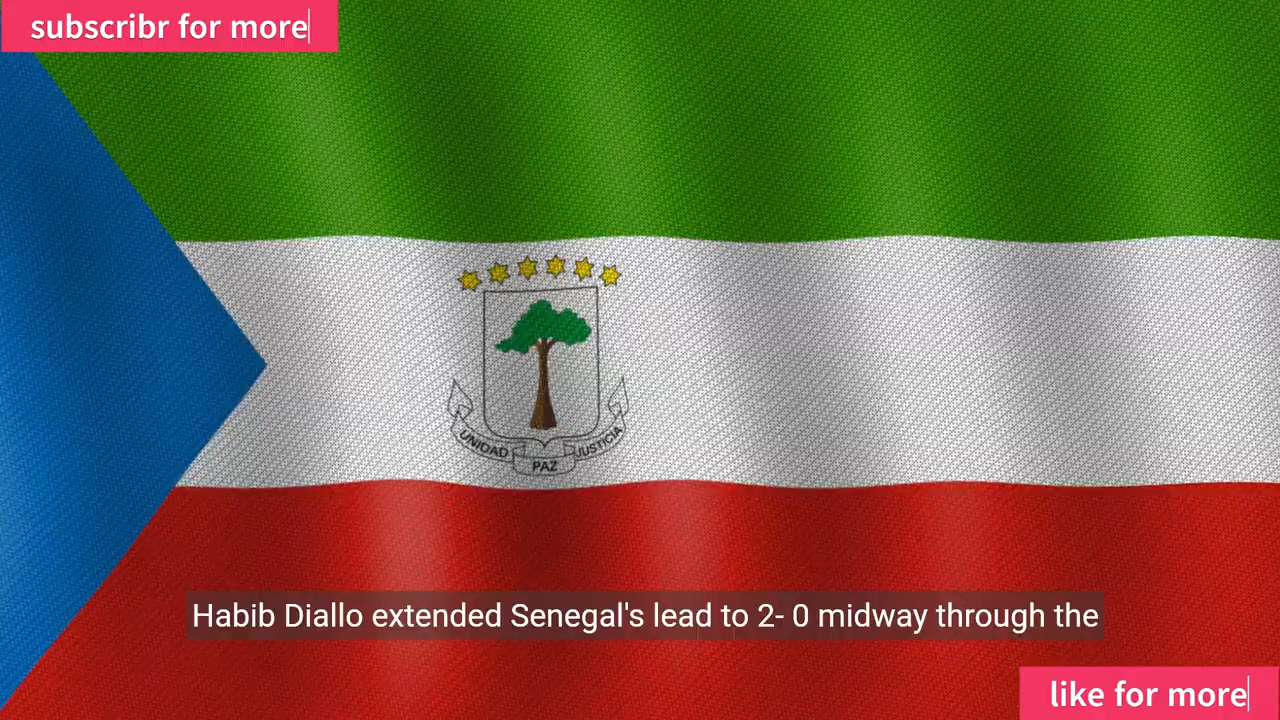 subscribr for more
UNIDAD PAZ JUSTICIA
Habib Diallo extended Senegal's lead to 2- 0 midway through the
like for more